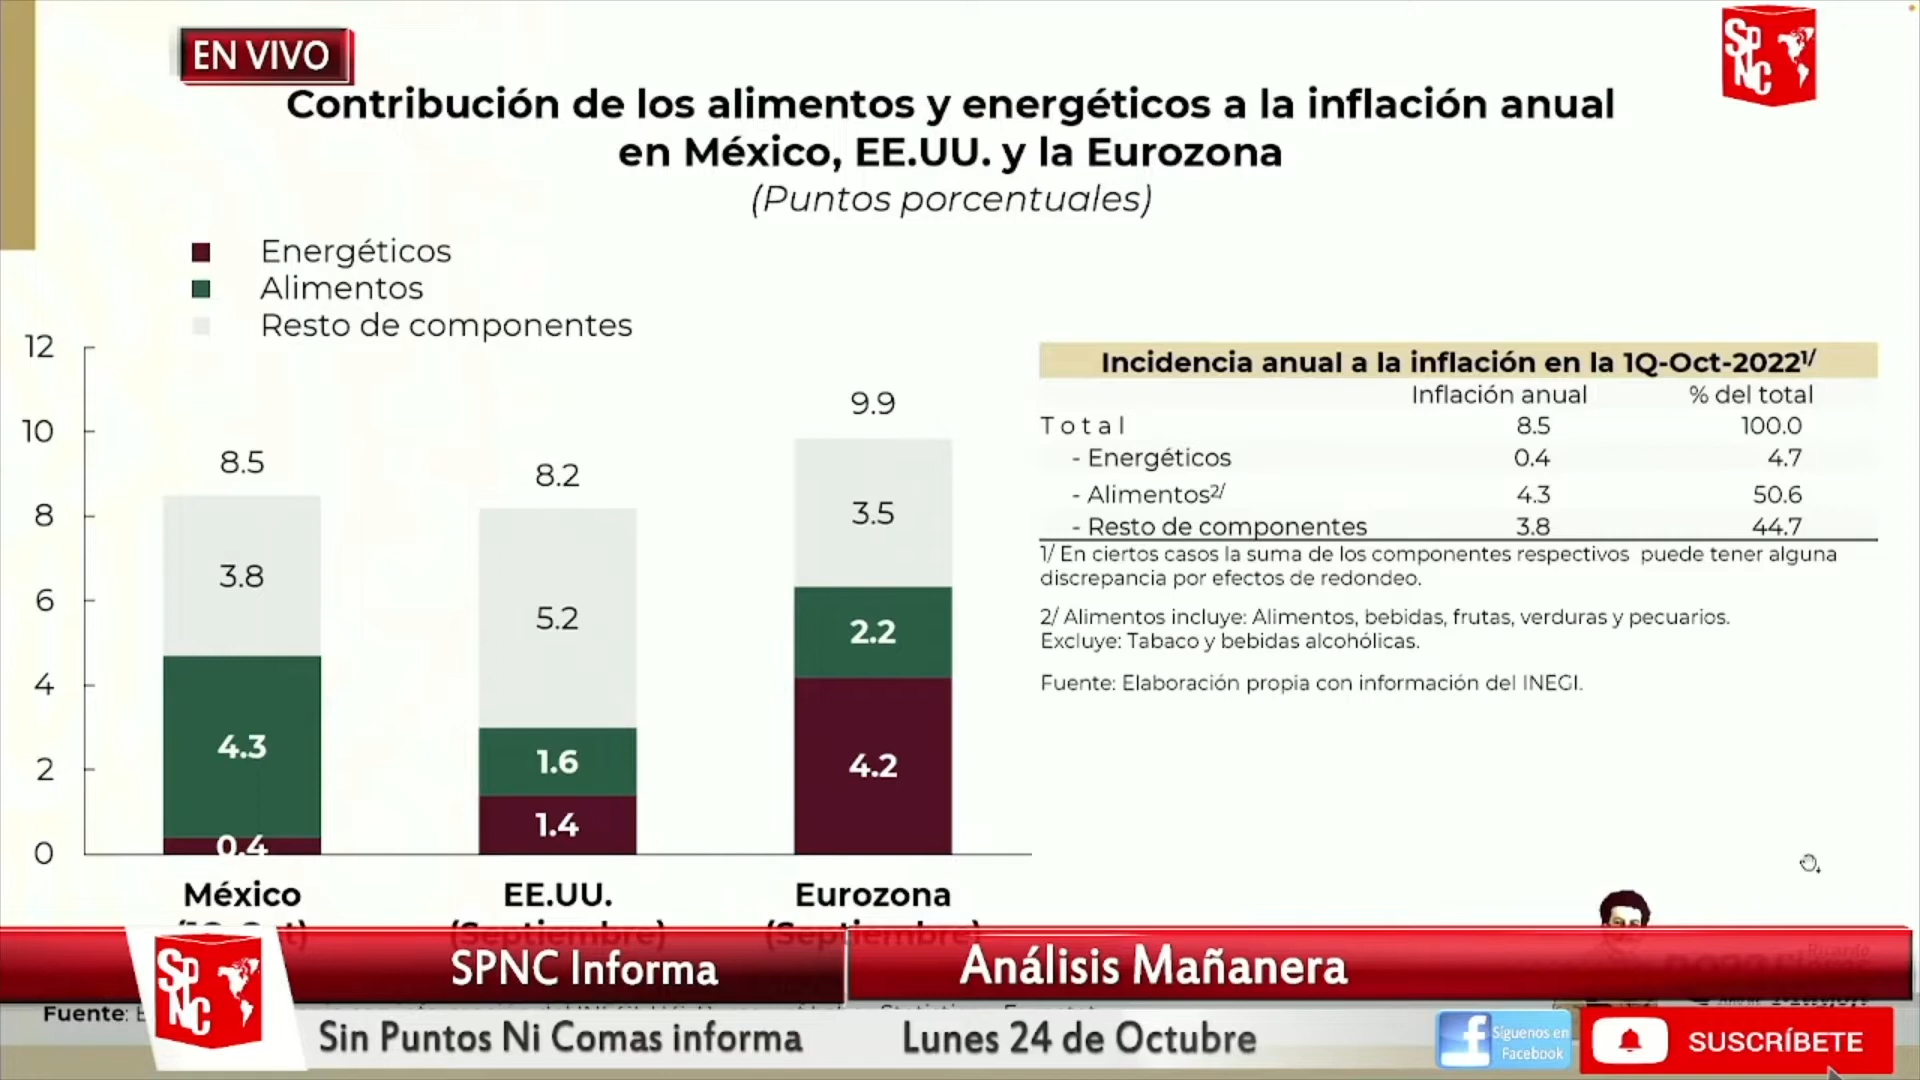 EN VIVO
SP
NC
Contribución de los alimentos y energéticos a la inflación anual
en México, EE.UU. y la Eurozona
(Puntos porcentuales)
Energéticos
Alimentos
Resto de componentes
12
10
8
6
4
2
0
8.5
3.8
4.3
0.4
8.2
5.2
1.6
1.4
9.9
3.5
2.2
4.2
México
EE.UU.
(Septiembre)
Eurozona
(Septiembre)
Incidencia anual a la inflación en la 1Q-Oct-2022 1/
Inflación anual % del total
Total 8.5 100.0
- Energéticos 0.4 4.7
- Alimentos 2/ 4.3 50.6
- Resto de componentes 3.8 44.7
1/ En ciertos casos la suma de los componentes respectivos puede tener alguna
discrepancia por efectos de redondeo.
2/ Alimentos incluye: Alimentos, bebidas, frutas, verduras y pecuarios.
Excluye: Tabaco y bebidas alcohólicas.
Fuente: Elaboración propia con información del INEGI.
SP
NC
SPNC Informa
Análisis Mañanera
Ricardo
Fuente:
Sin Puntos Ni Comas informa
Lunes 24 de Octubre
Síguenos en
Facebook
SUSCRÍBETE